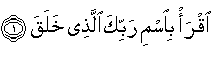 ٱقْرَأْ بِٱسْمِ رَبِّكَ ٱلَّذِى خَلَقَ ۝١